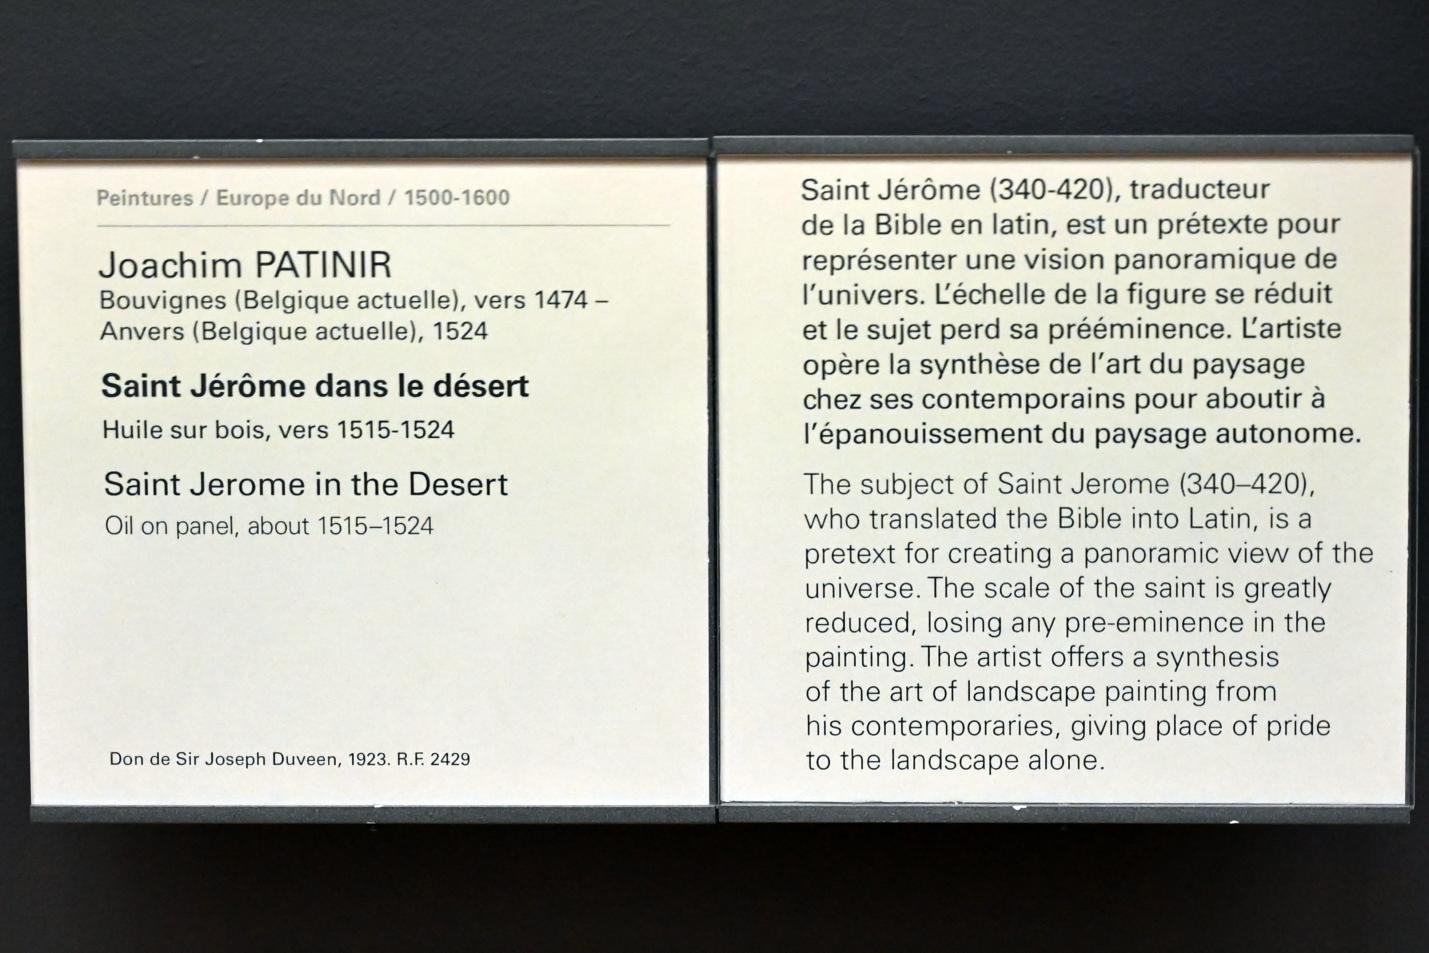 Peintures / Europe du Nord / 1500-1600
Joachim PATINIR
Bouvignes (Belgique actuelle), vers 1474 –
Anvers (Belgique actuelle), 1524
Saint Jérôme dans le désert
Huile sur bois, vers 1515-1524
Saint Jerome in the Desert
Oil on panel, about 1515–1524
Don de Sir Joseph Duveen, 1923. R.F. 2429
Saint Jérôme (340-420), traducteur
de la Bible en latin, est un prétexte pour
représenter une vision panoramique de
l'univers. L'échelle de la figure se réduit
et le sujet perd sa prééminence. L'artiste
opère la synthèse de l'art du paysage
chez ses contemporains pour aboutir à
l'épanouissement du paysage autonome.
The subject of Saint Jerome (340–420),
who translated the Bible into Latin, is a
pretext for creating a panoramic view of the
universe. The scale of the saint is greatly
reduced, losing any pre-eminence in the
painting. The artist offers a synthesis
of the art of landscape painting from
his contemporaries, giving place of pride
to the landscape alone.